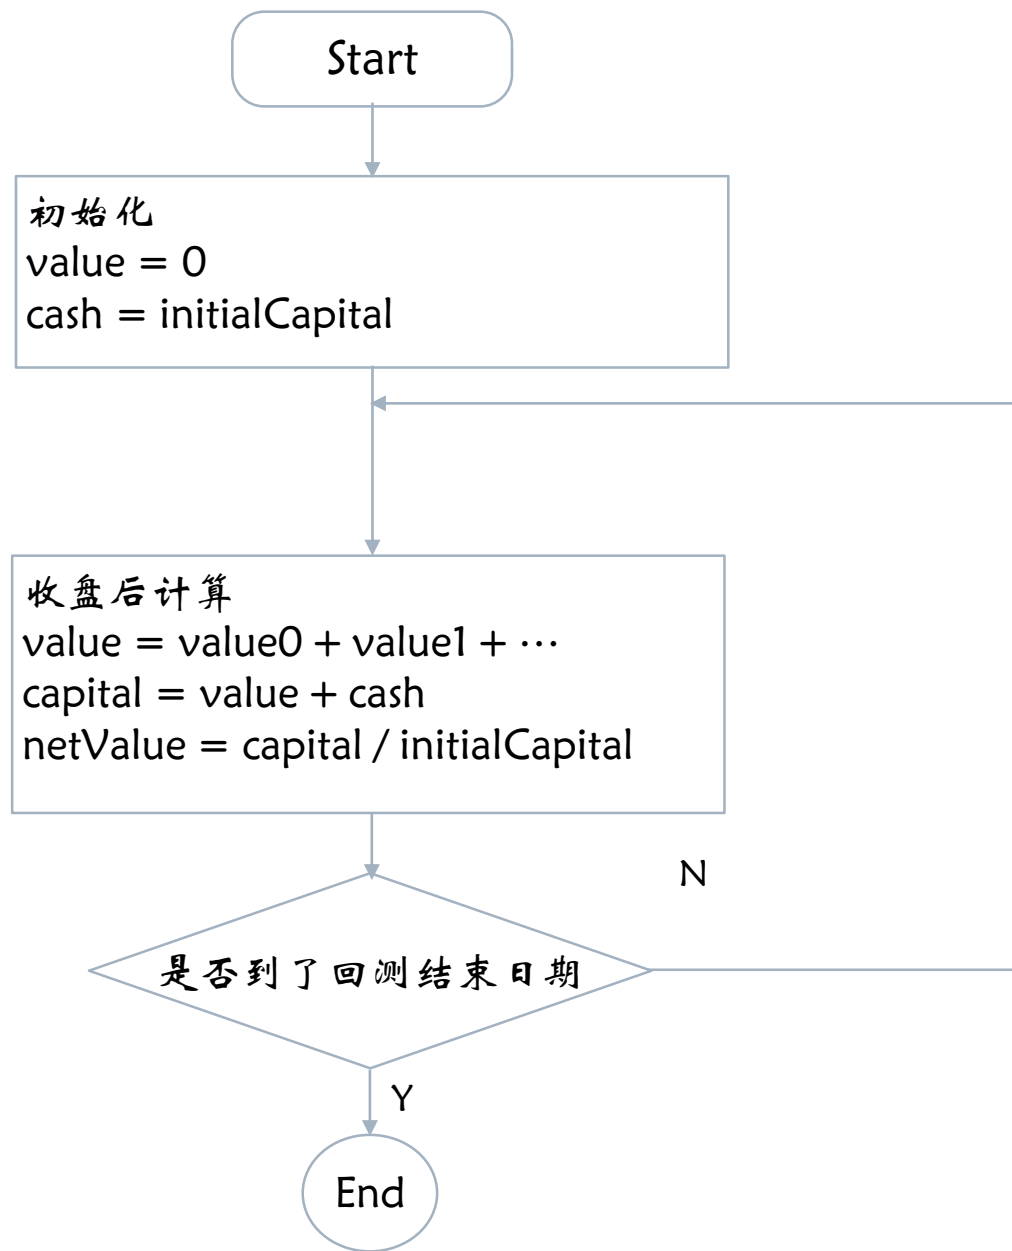 Start
初始化
value = 0
cash = initialCapital
收盘后计算
value = value0 + value1 + ⋯
capital = value + cash
netValue = capital / initialCapital
N
是否到了回测结束日期
Y
End